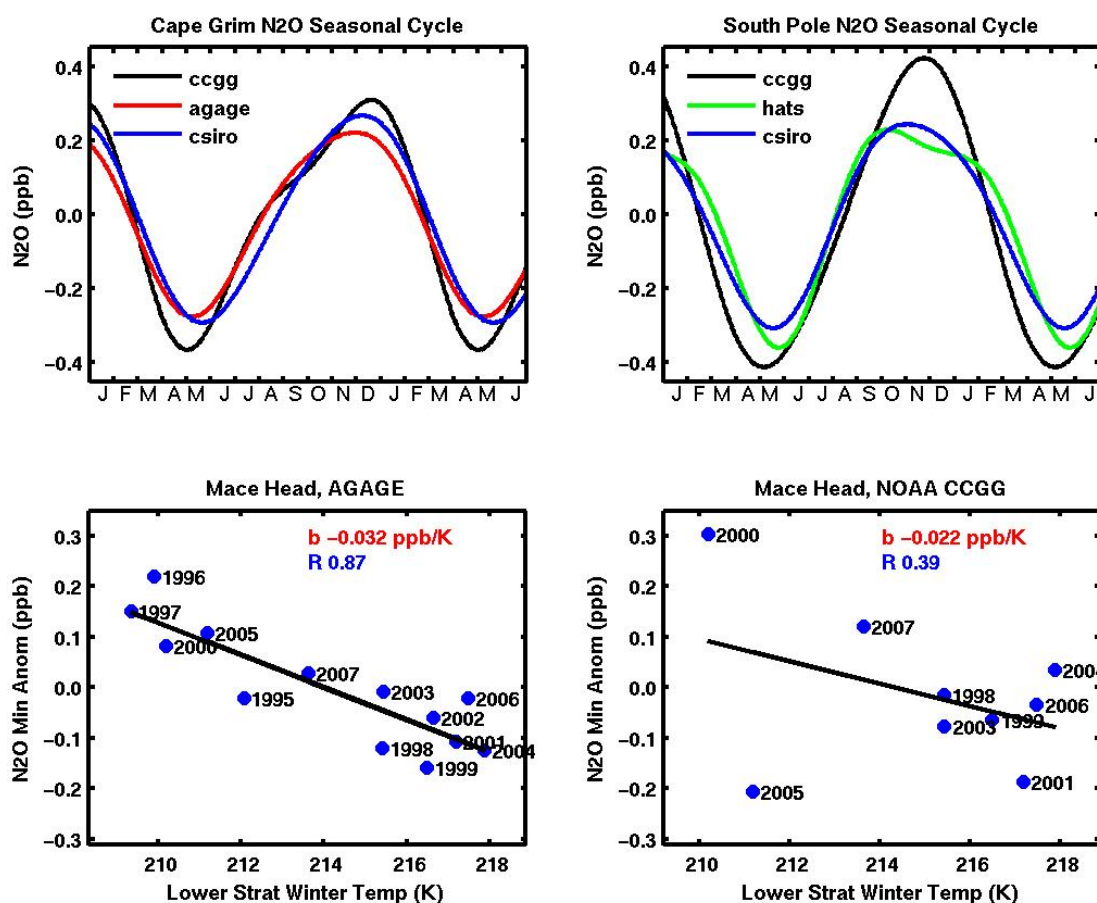 Cape Grim N2O Seasonal Cycle
N2O (ppb)
0.4
0.2
0.0
−0.2
−0.4
ccgg
agage
csiro
J F M A M J J A S O N D J F M A M J
South Pole N2O Seasonal Cycle
N2O (ppb)
0.4
0.2
0.0
−0.2
−0.4
ccgg
hats
csiro
J F M A M J J A S O N D J F M A M J
Mace Head, AGAGE
N2O Min Anom (ppb)
0.3
0.2
0.1
0.0
−0.1
−0.2
−0.3
b −0.032 ppb/K
R 0.87
1996
1997
2005
2000
2007
1995
2003
2006
2002
1998
2001
2004
1999
210 212 214 216 218
Lower Strat Winter Temp (K)
Mace Head, NOAA CCGG
N2O Min Anom (ppb)
0.3
0.2
0.1
0.0
−0.1
−0.2
−0.3
b −0.022 ppb/K
R 0.39
2000
2007
2004
1998
2006
1999
2003
2001
2005
210 212 214 216 218
Lower Strat Winter Temp (K)